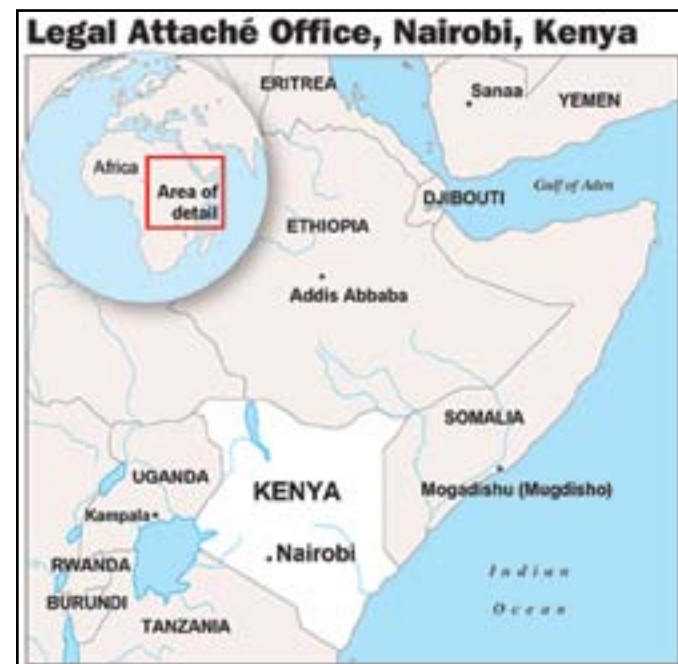 Legal Attaché Office, Nairobi, Kenya
ERITREA
Sanaa
YEMEN
Africa
Area of
detail
DJIBOUTI
Gulf of Aden
ETHIOPIA
Addis Abbaba
SOMALIA
UGANDA
KENYA
Mogadishu (Mugdisho)
Kampala
Nairobi
RWANDA
Indian
BURUNDI
Ocean
TANZANIA